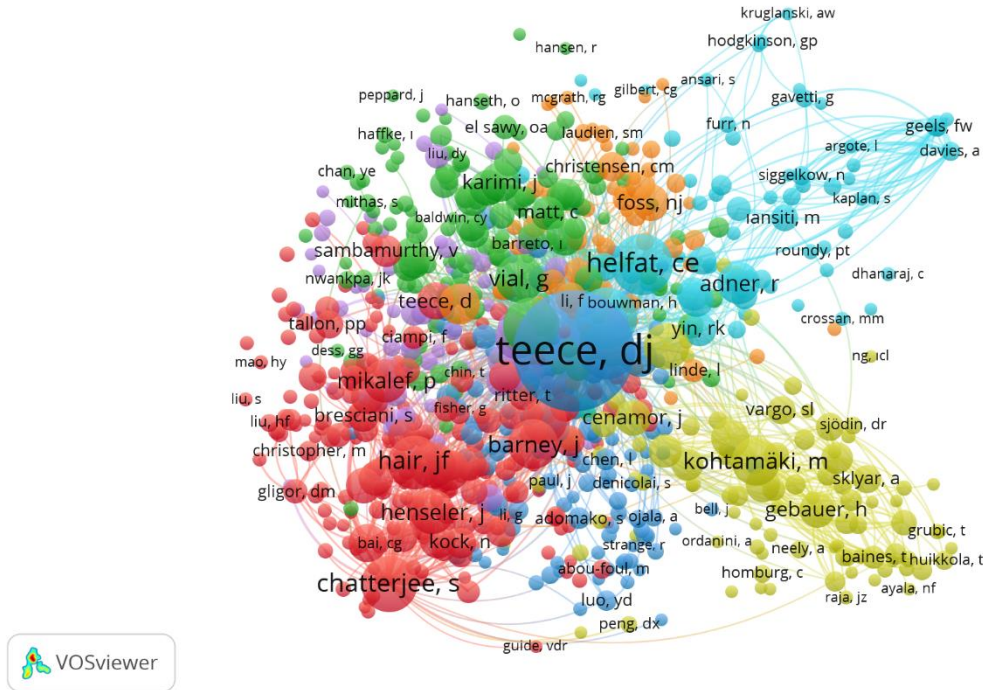 kruglanski, aw
hansen, r
hodgkinson, gp
gilbert, cg
ansari, s
peppard, j
hanseth, o
mcgrath, rg
gavetti, g
furr, n
el sawy, oa
geels, fw
haffke, ı
laudien, sm
argote, l
davies, a
liu, dy
christensen, cm
chan, ye
siggelkow, n
karimi, j
mithas, s
foss, nj
kaplan, s
baldwin, cy
matt, c
ıansiti, m
sambamurthy, v
barreto, ı
roundy, pt
nwankpa, jk
vial, g
helfat, ce
dhanaraj, c
adner, r
teece, d
li, f
bouwman, h
tallon, pp
ciampi, f
yin, rk
crossan, mm
dess, gg
teece, dj
mao, hy
chin, t
ng, ıcl
mikalef, p
linde, l
liu, s
ritter, t
bresciani, s
fisher, g
cenamor, j
vargo, sl
liu, hf
sjödin, dr
christopher, m
barney, j
hair, jf
chen, l
kohtamäki, m
gligor, dm
paul, j
denicolai, s
sklyar, a
bell, j
henseler, j
li, g
adomako, s
ojala, a
gebauer, h
grubic, t
bai, cg
kock, n
strange, r
ordanini, a
neely, a
baines, t
huikkola, t
abou-foul, m
homburg, c
chatterjee, s
luo, yd
raja, jz
ayala, nf
peng, dx
guide, vdr
VOSviewer